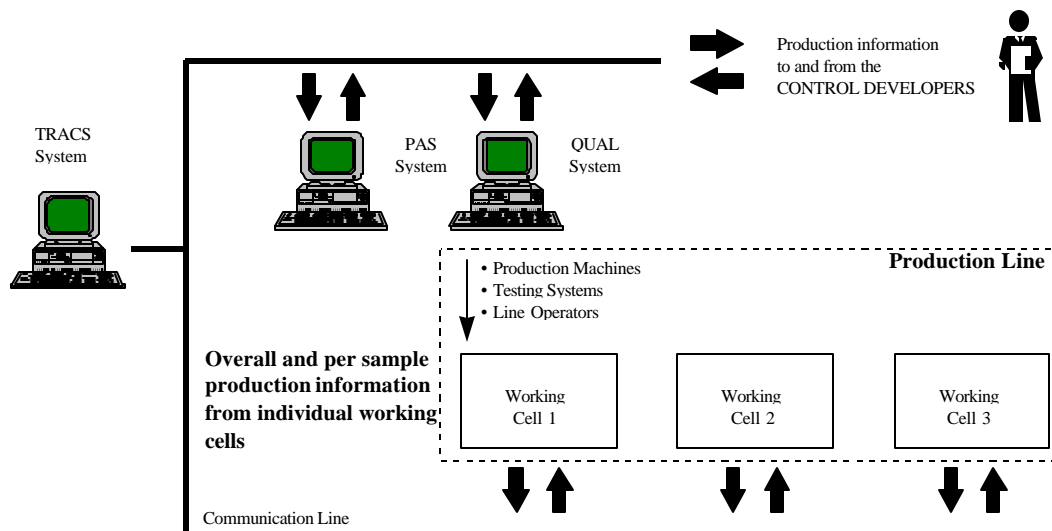 Production information
to and from the
CONTROL DEVELOPERS
TRACS
System
PAS
System
QUAL
System
Production Line
• Production Machines
• Testing Systems
• Line Operators
Overall and per sample
production information
from individual working
cells
Working
Cell 1
Working
Cell 2
Working
Cell 3
Communication Line